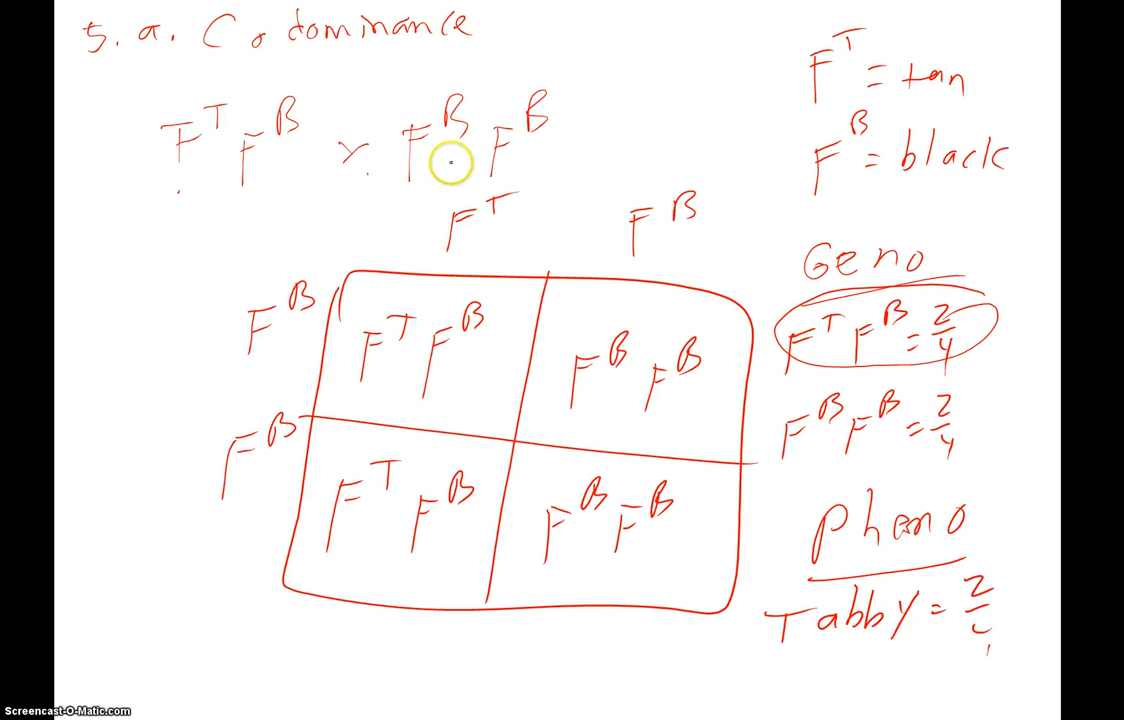 5. a. Codominance
F^T F^B x F^B F^B
F^T = tan
F^B = black
F^T F^B
F^B F^T F^B F^B F^B
F^B F^T F^B F^B F^B
Geno
F^T F^B = 2/4
F^B F^B = 2/4
Pheno
Tabby = 2/4
Screencast-O-Matic.com